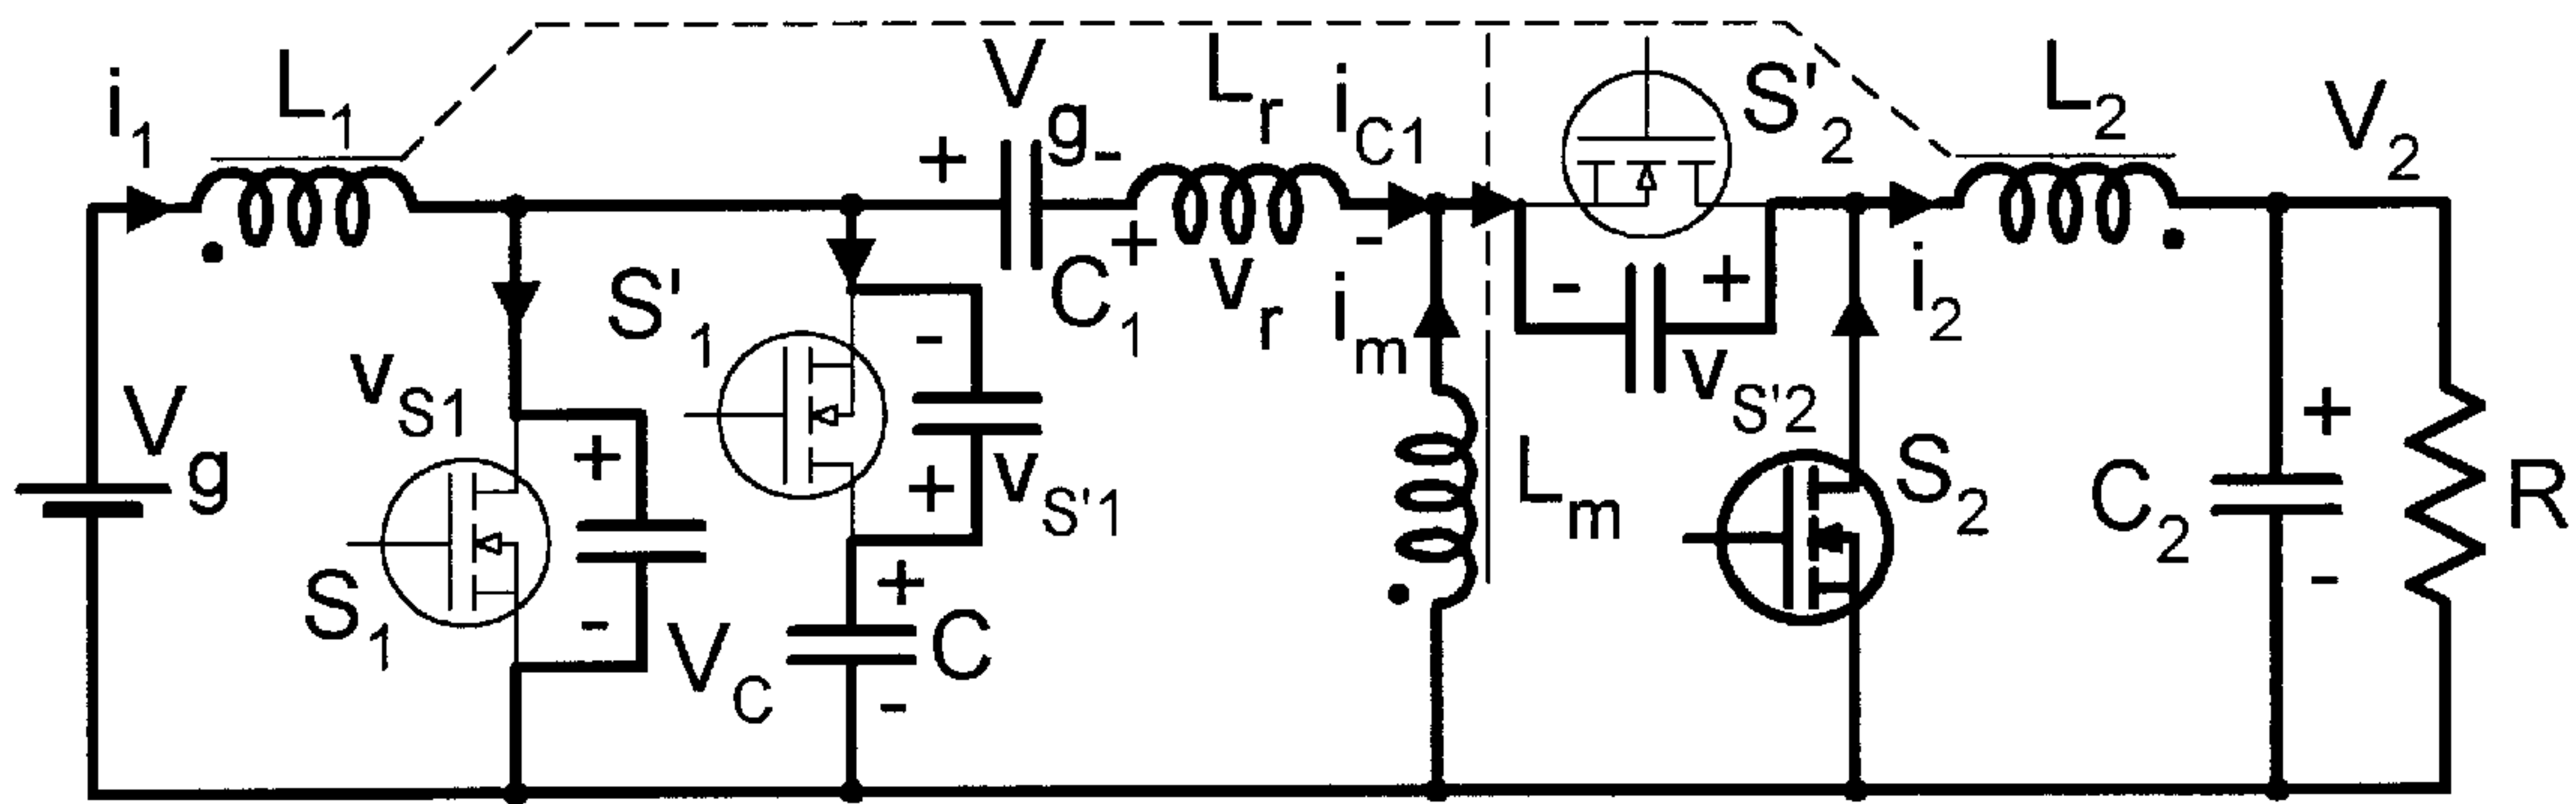 i1
L1
Vg
+
-
C1
Lr
+
-
vr
iC1
S'2
-
+
vS'2
L2
V2
i2
im
Lm
Vg
vS1
+
-
S1
S'1
-
+
vS'1
VC
+
-
C
S2
C2
+
-
R